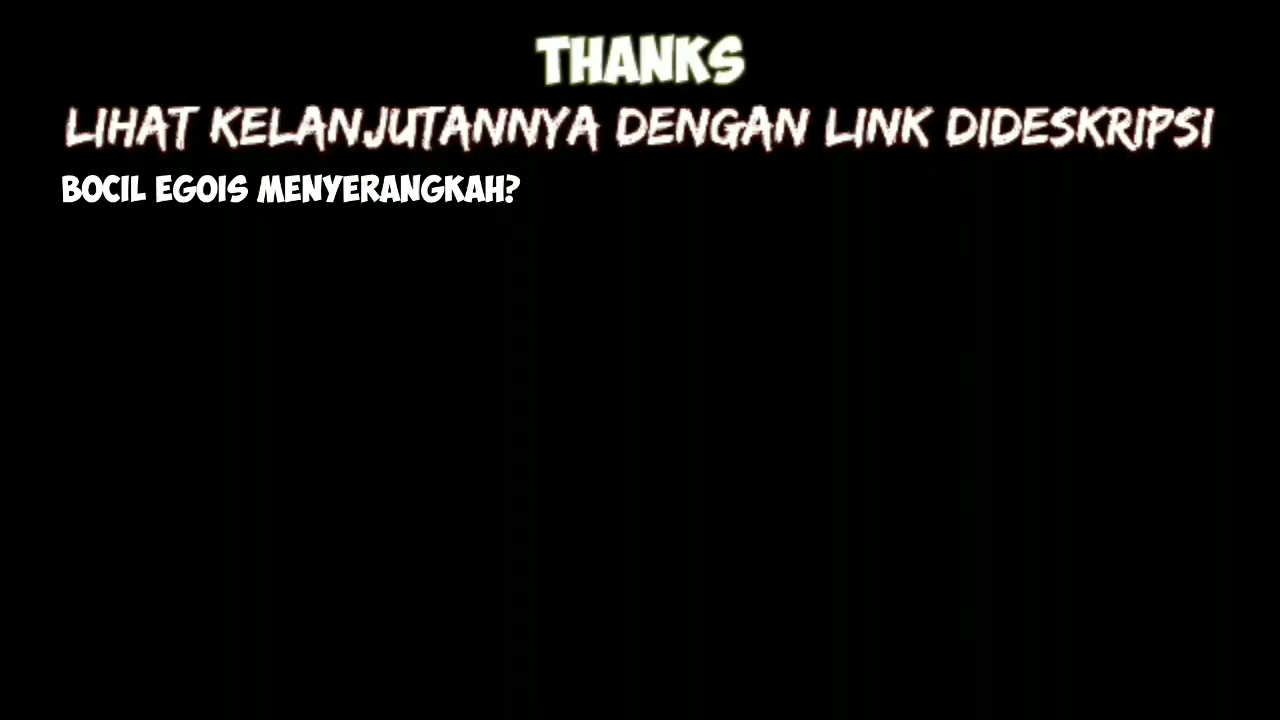 THANKS
LIHAT KELANJUTANNYA DENGAN LINK DIDESKRIPSI
BOCIL EGOIS MENYERANGKAH?